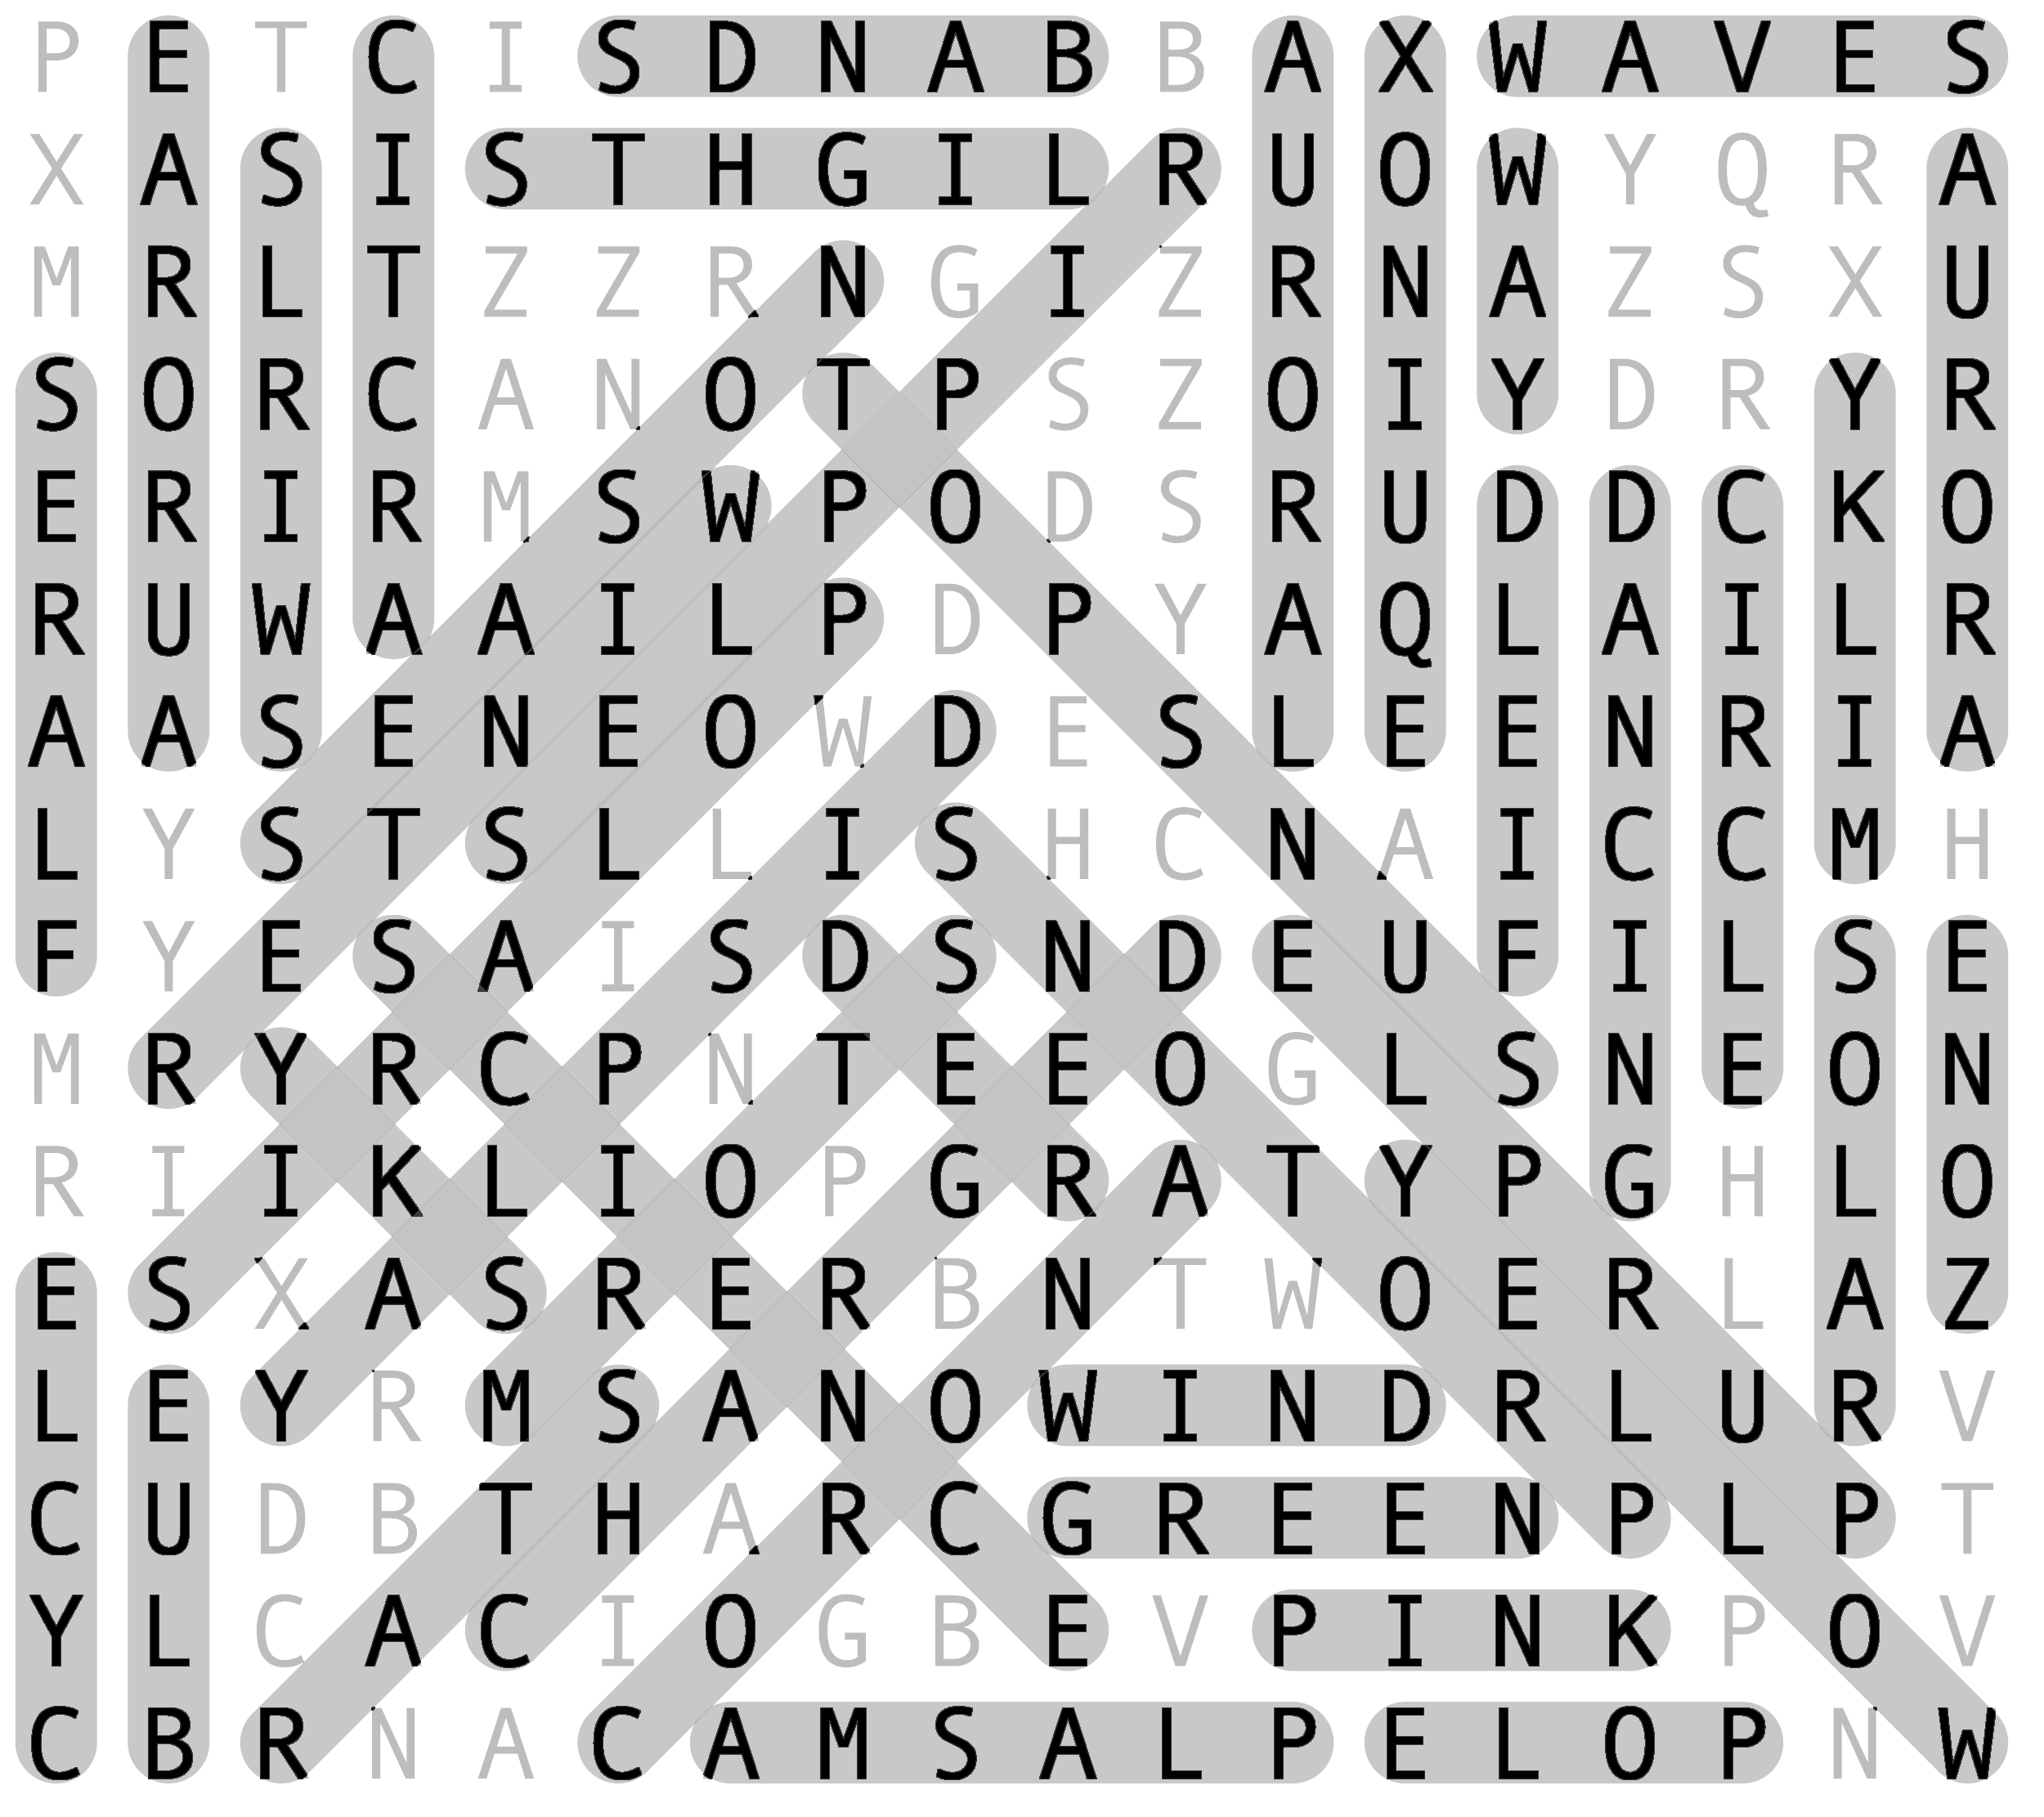 P E T C I S D N A B B A X W A V E S
X A S I S T H G I L R U O W Y Q R A
M R L T Z Z R N G I Z R N A Z S X U
S O R C A N O T P S Z O I Y D R Y R
E R I R M S W P O D S R U D D C K O
R U W A A I L P D P Y A Q L A I L R
A A S E N E O W D E S L E E N R I A
L Y S T S L L I S H C N A I C C M H
F Y E S A I S D S N D E U F I L S E
M R Y R C P N T E E O G L S N E O N
R I I K L I O P G R A T Y P G H L O
E S X A S R E R B N T W O E R L A Z
L E Y R M S A N O W I N D R L U R V
C U D B T H A R C G R E E N P L P T
Y L C A C I O G B E V P I N K P O V
C B R N A C A M S A L P E L O P N W